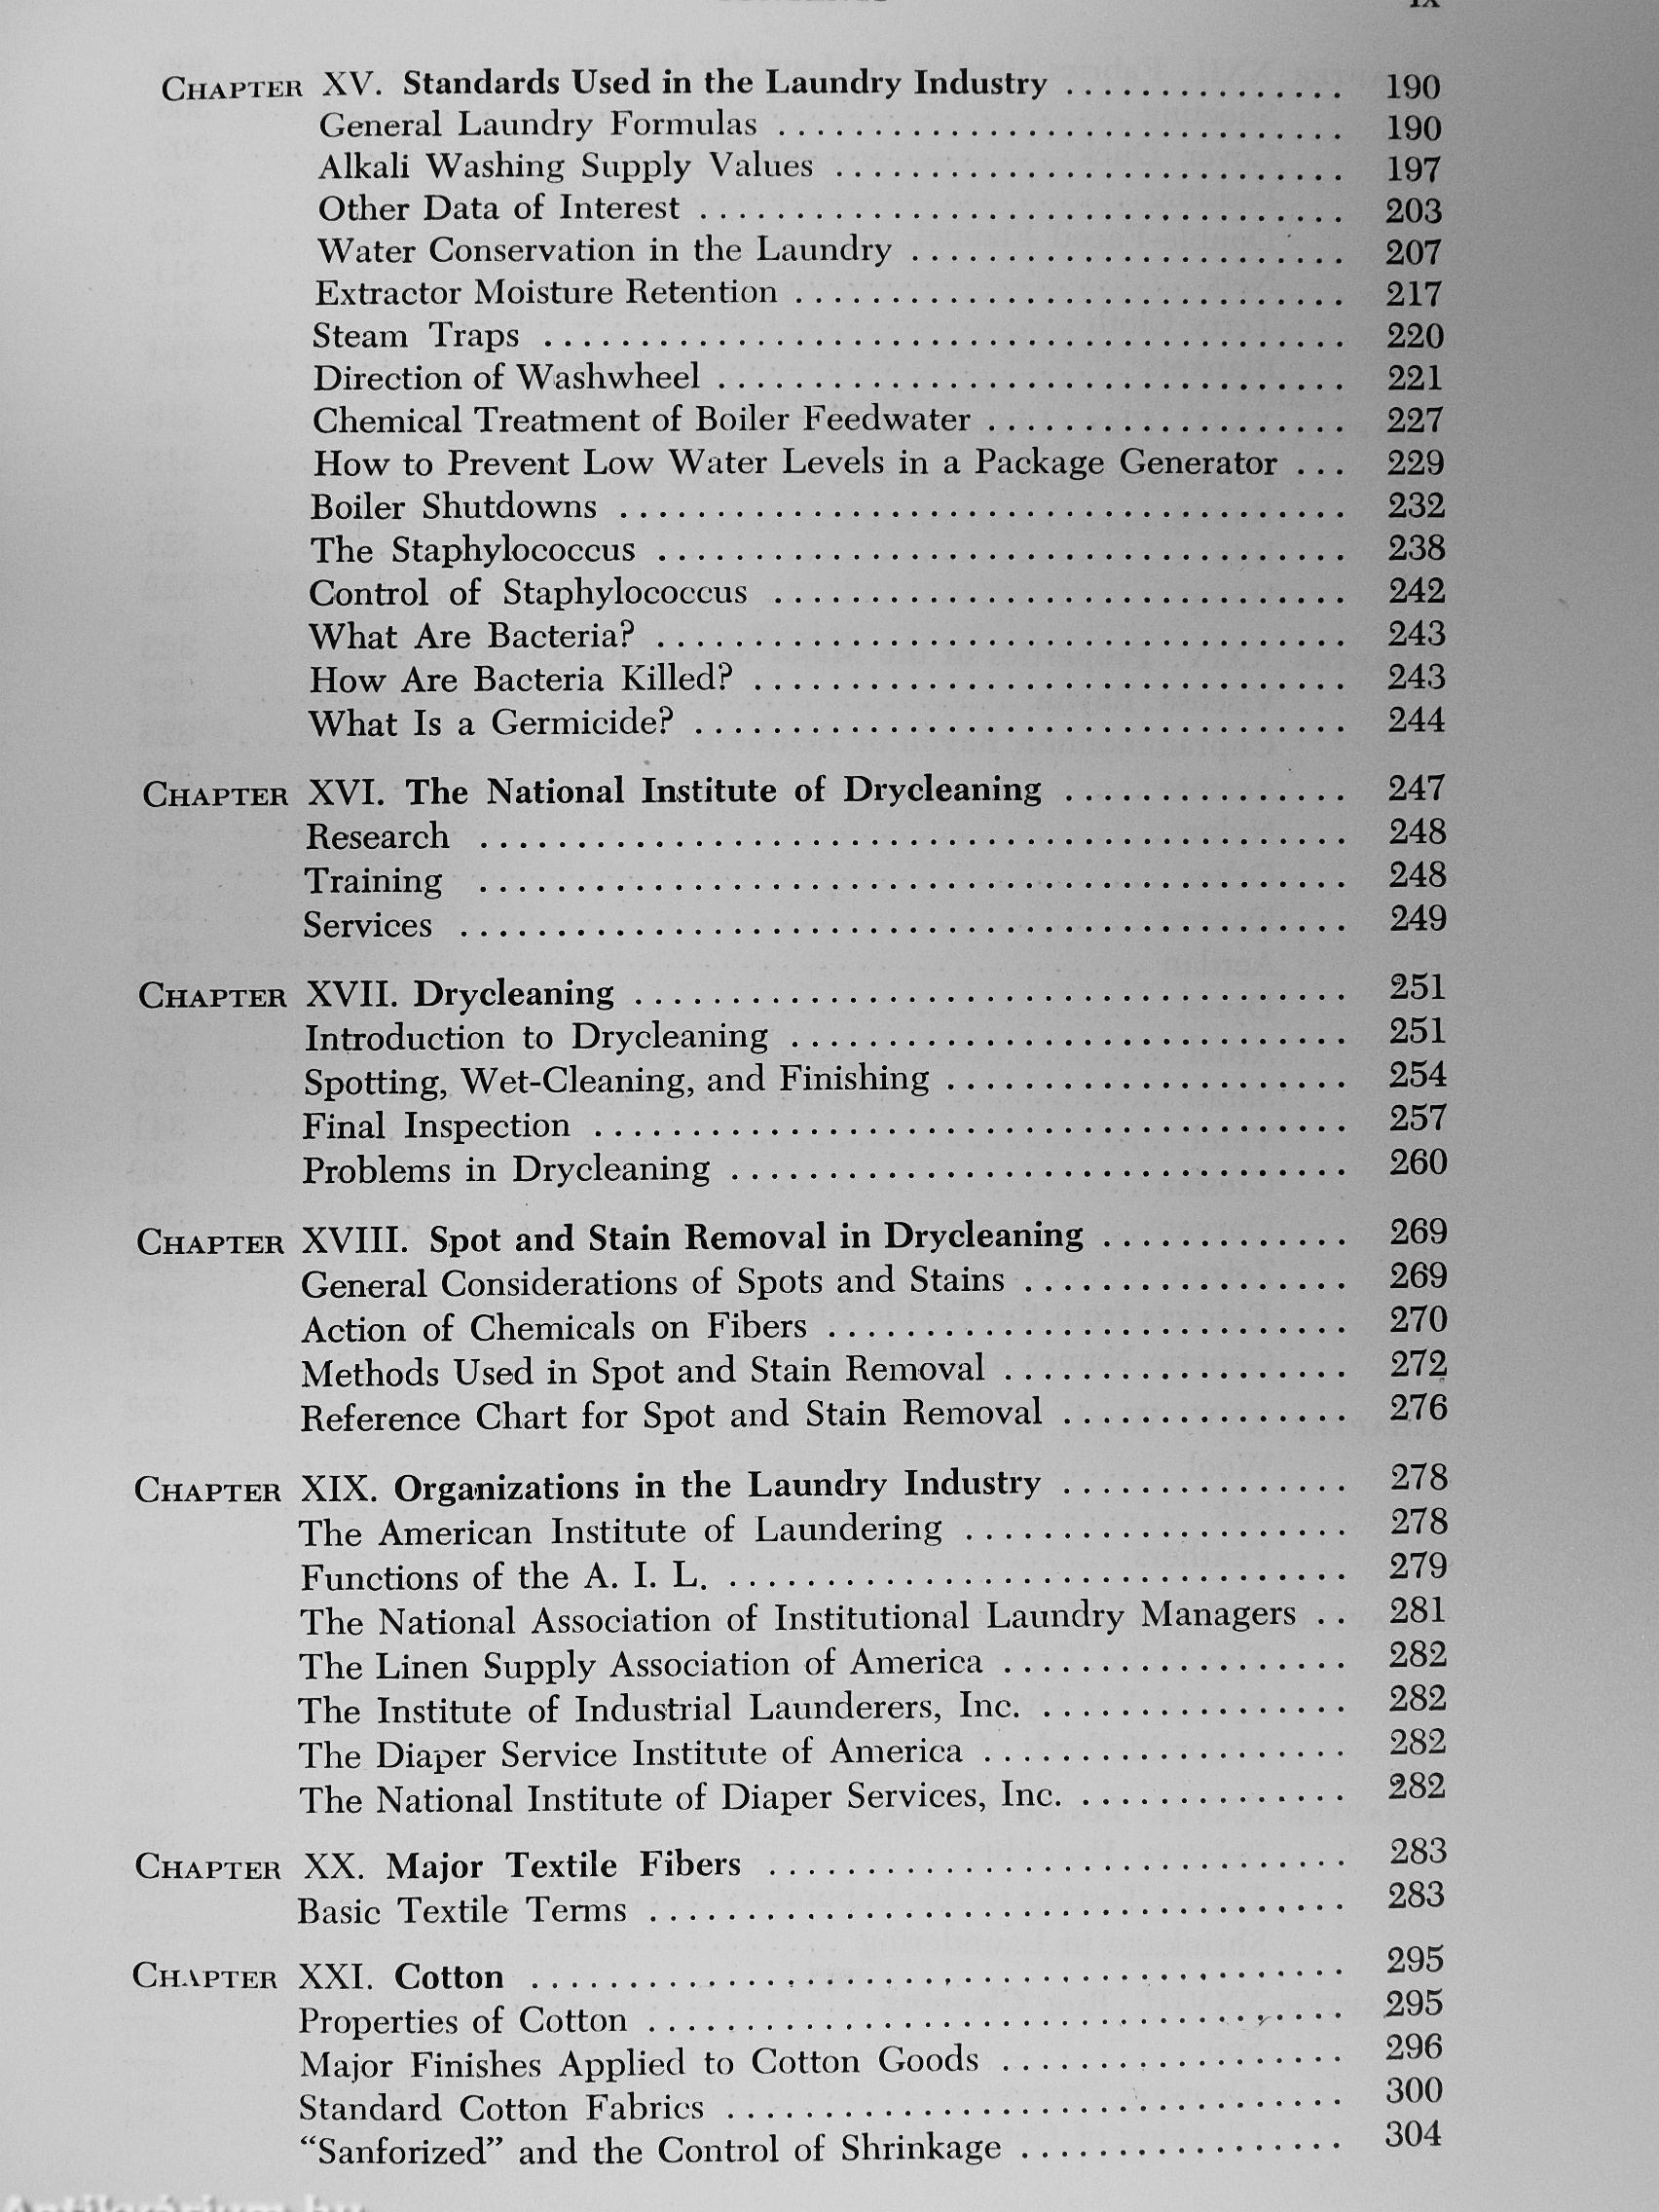 ix
CHAPTER XV. Standards Used in the Laundry Industry ............... 190
General Laundry Formulas ............................. 190
Alkali Washing Supply Values ........................... 197
Other Data of Interest .................................. 203
Water Conservation in the Laundry ....................... 207
Extractor Moisture Retention ............................. 217
Steam Traps .......................................... 220
Direction of Washwheel ................................. 221
Chemical Treatment of Boiler Feedwater ................... 227
How to Prevent Low Water Levels in a Package Generator ... 229
Boiler Shutdowns ...................................... 232
The Staphylococcus .................................... 238
Control of Staphylococcus .............................. 242
What Are Bacteria? .................................... 243
How Are Bacteria Killed? ............................... 243
What Is a Germicide? .................................. 244
CHAPTER XVI. The National Institute of Drycleaning ............... 247
Research ............................................. 248
Training ............................................. 248
Services .............................................. 249
CHAPTER XVII. Drycleaning ..................................... 251
Introduction to Drycleaning ............................. 251
Spotting, Wet-Cleaning, and Finishing ..................... 254
Final Inspection ....................................... 257
Problems in Drycleaning ................................ 260
CHAPTER XVIII. Spot and Stain Removal in Drycleaning ............. 269
General Considerations of Spots and Stains ................. 269
Action of Chemicals on Fibers ........................... 270
Methods Used in Spot and Stain Removal .................. 272
Reference Chart for Spot and Stain Removal ............... 276
CHAPTER XIX. Organizations in the Laundry Industry ............... 278
The American Institute of Laundering .................... 278
Functions of the A. I. L. ................................ 279
The National Association of Institutional Laundry Managers .. 281
The Linen Supply Association of America .................. 282
The Institute of Industrial Launderers, Inc. ................ 282
The Diaper Service Institute of America ................... 282
The National Institute of Diaper Services, Inc. .............. 282
CHAPTER XX. Major Textile Fibers .............................. 283
Basic Textile Terms .................................... 283
CHAPTER XXI. Cotton .......................................... 295
Properties of Cotton .................................... 295
Major Finishes Applied to Cotton Goods .................. 296
Standard Cotton Fabrics ................................ 300
“Sanforized” and the Control of Shrinkage ................. 304